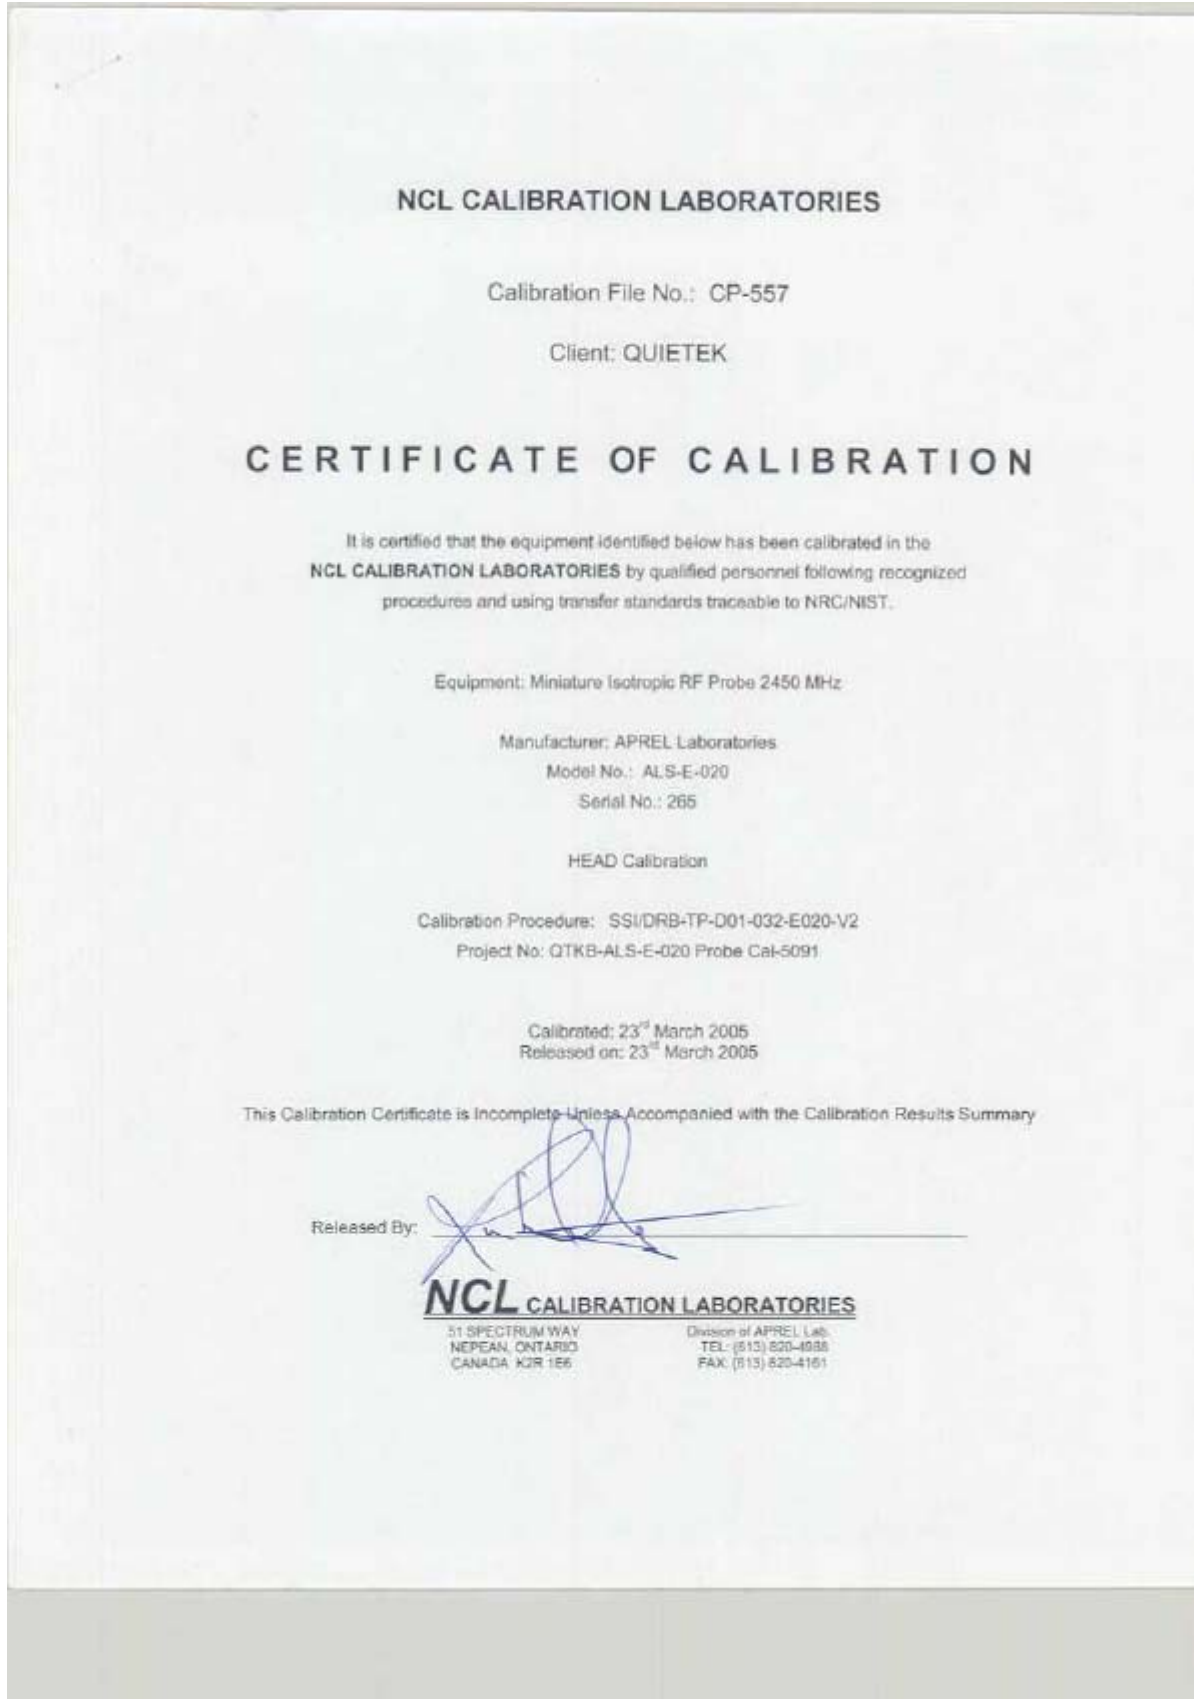 NCL CALIBRATION LABORATORIES
Calibration File No.: CP-557
Client: QUIETEK
CERTIFICATE OF CALIBRATION
It is certified that the equipment identified below has been calibrated in the
NCL CALIBRATION LABORATORIES by qualified personnel following recognized
procedures and using transfer standards traceable to NRC/NIST.
Equipment: Miniature Isotropic RF Probe 2450 MHz
Manufacturer: APREL Laboratories
Model No.: ALS-E-020
Serial No.: 265
HEAD Calibration
Calibration Procedure: SSI/DRB-TP-D01-032-E020-V2
Project No: QTKB-ALS-E-020 Probe Cal-5091
Calibrated: 23rd March 2005
Released on: 23rd March 2005
This Calibration Certificate is Incomplete Unless Accompanied with the Calibration Results Summary
Released By:
NCL CALIBRATION LABORATORIES
51 SPECTRUM WAY
NEPEAN, ONTARIO
CANADA K2R 1E6
Division of APREL Lab.
TEL: (613) 820-4988
FAX: (613) 820-4161